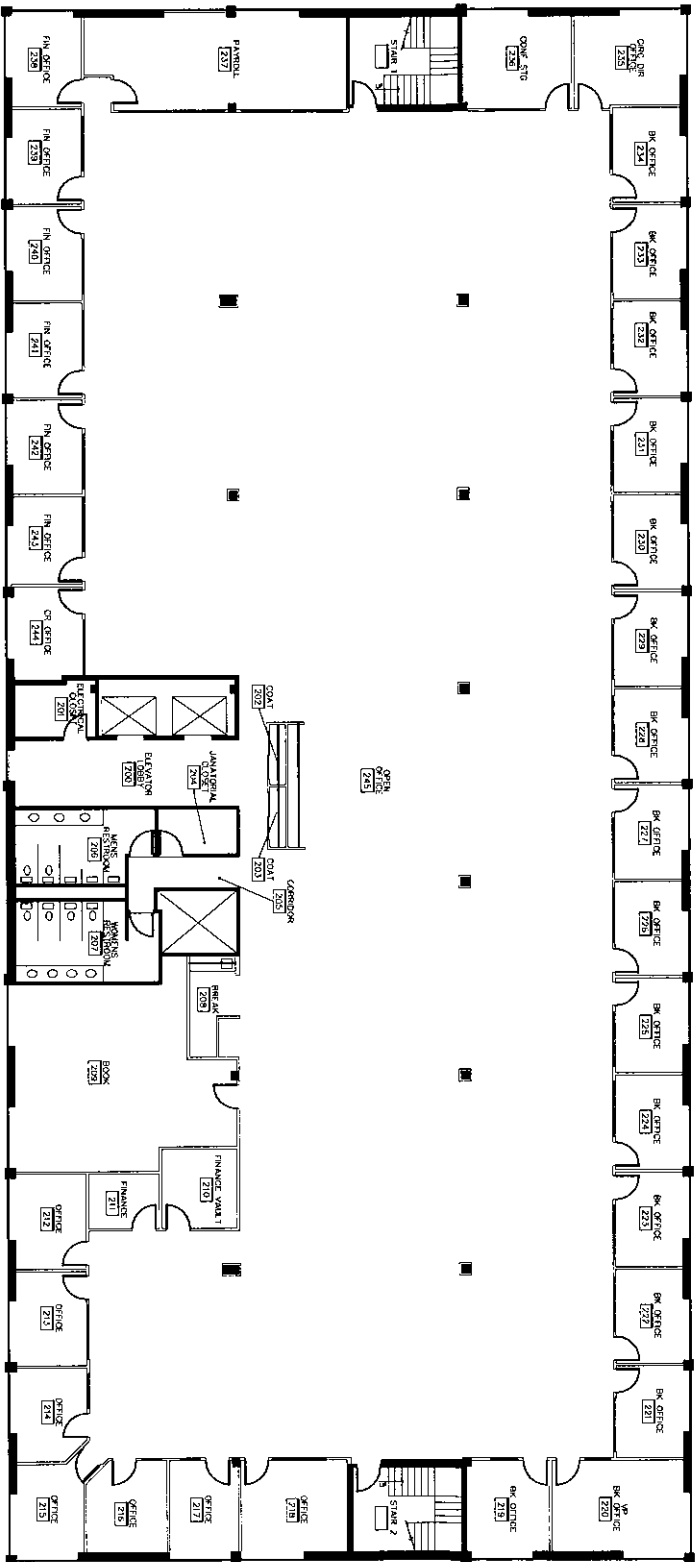 FIN OFFICE
238
PAYROLL
237
STAIR 1
CONF STG
236
CIRC DIR
OFFICE
235
FIN OFFICE
239
BK OFFICE
234
FIN OFFICE
240
BK OFFICE
233
FIN OFFICE
241
BK OFFICE
232
FIN OFFICE
242
BK OFFICE
231
FIN OFFICE
243
BK OFFICE
230
CR OFFICE
244
BK OFFICE
229
ELECTRICAL
CLOSET
201
COAT
202
BK OFFICE
228
ELEVATOR
LOBBY
200
JANATORIAL
CLOSET
204
OPEN
OFFICE
245
BK OFFICE
227
MENS
RESTROOM
206
COAT
203
CORRIDOR
205
BK OFFICE
226
WOMENS
RESTROOM
207
BREAK
208
BK OFFICE
225
BOOK
209
BK OFFICE
224
OFFICE
212
FINANCE
211
FINANCE VAULT
210
BK OFFICE
223
OFFICE
213
BK OFFICE
222
OFFICE
214
BK OFFICE
221
OFFICE
215
OFFICE
216
OFFICE
217
OFFICE
218
STAIR 2
BK OFFICE
219
VP
BK OFFICE
220